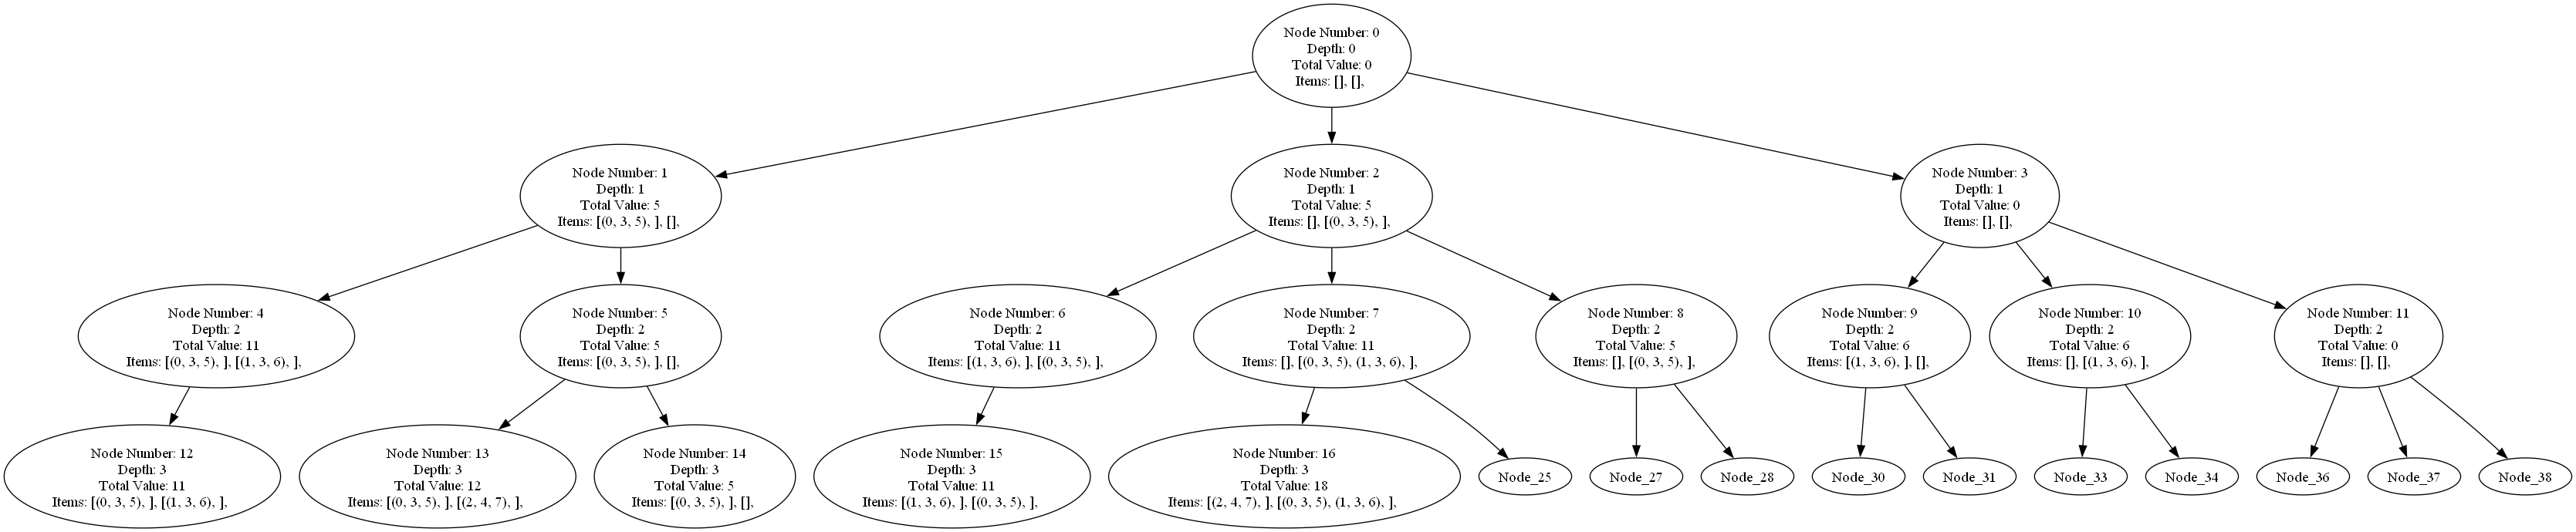 Node Number: 0
Depth: 0
Total Value: 0
Items: [], [],
Node Number: 1
Depth: 1
Total Value: 5
Items: [(0, 3, 5), ], [],
Node Number: 2
Depth: 1
Total Value: 5
Items: [], [(0, 3, 5), ],
Node Number: 3
Depth: 1
Total Value: 0
Items: [], [],
Node Number: 4
Depth: 2
Total Value: 11
Items: [(0, 3, 5), ], [(1, 3, 6), ],
Node Number: 5
Depth: 2
Total Value: 5
Items: [(0, 3, 5), ], [],
Node Number: 6
Depth: 2
Total Value: 11
Items: [(1, 3, 6), ], [(0, 3, 5), ],
Node Number: 7
Depth: 2
Total Value: 11
Items: [], [(0, 3, 5), (1, 3, 6), ],
Node Number: 8
Depth: 2
Total Value: 5
Items: [], [(0, 3, 5), ],
Node Number: 9
Depth: 2
Total Value: 6
Items: [(1, 3, 6), ], [],
Node Number: 10
Depth: 2
Total Value: 6
Items: [], [(1, 3, 6), ],
Node Number: 11
Depth: 2
Total Value: 0
Items: [], [],
Node Number: 12
Depth: 3
Total Value: 11
Items: [(0, 3, 5), ], [(1, 3, 6), ],
Node Number: 13
Depth: 3
Total Value: 12
Items: [(0, 3, 5), ], [(2, 4, 7), ],
Node Number: 14
Depth: 3
Total Value: 5
Items: [(0, 3, 5), ], [],
Node Number: 15
Depth: 3
Total Value: 11
Items: [(1, 3, 6), ], [(0, 3, 5), ],
Node Number: 16
Depth: 3
Total Value: 18
Items: [(2, 4, 7), ], [(0, 3, 5), (1, 3, 6), ],
Node_25
Node_27
Node_28
Node_30
Node_31
Node_33
Node_34
Node_36
Node_37
Node_38